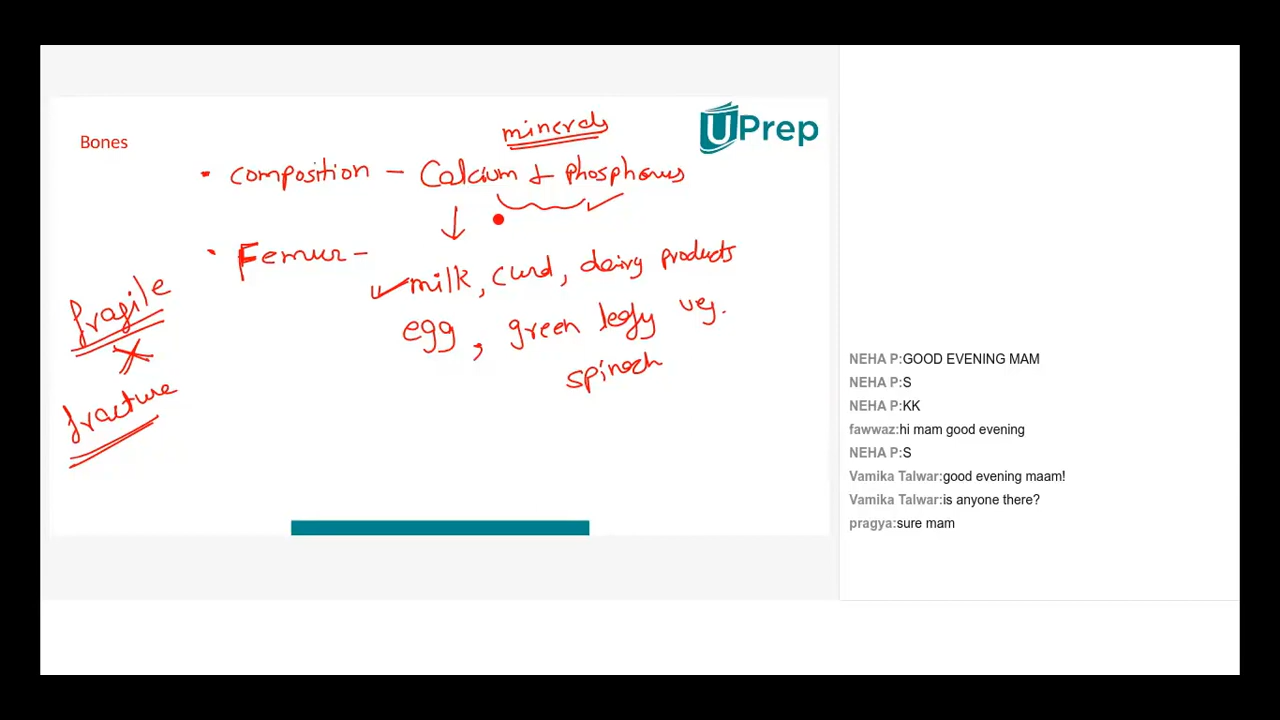 UPrep
Bones
minerals
• composition – Calcium + phosphorus
• Femur –
milk, curd, dairy products
egg, green leafy veg.
spinach
fragile
fracture
NEHA P:GOOD EVENING MAM
NEHA P:S
NEHA P:KK
fawwaz:hi mam good evening
NEHA P:S
Vamika Talwar:good evening maam!
Vamika Talwar:is anyone there?
pragya:sure mam